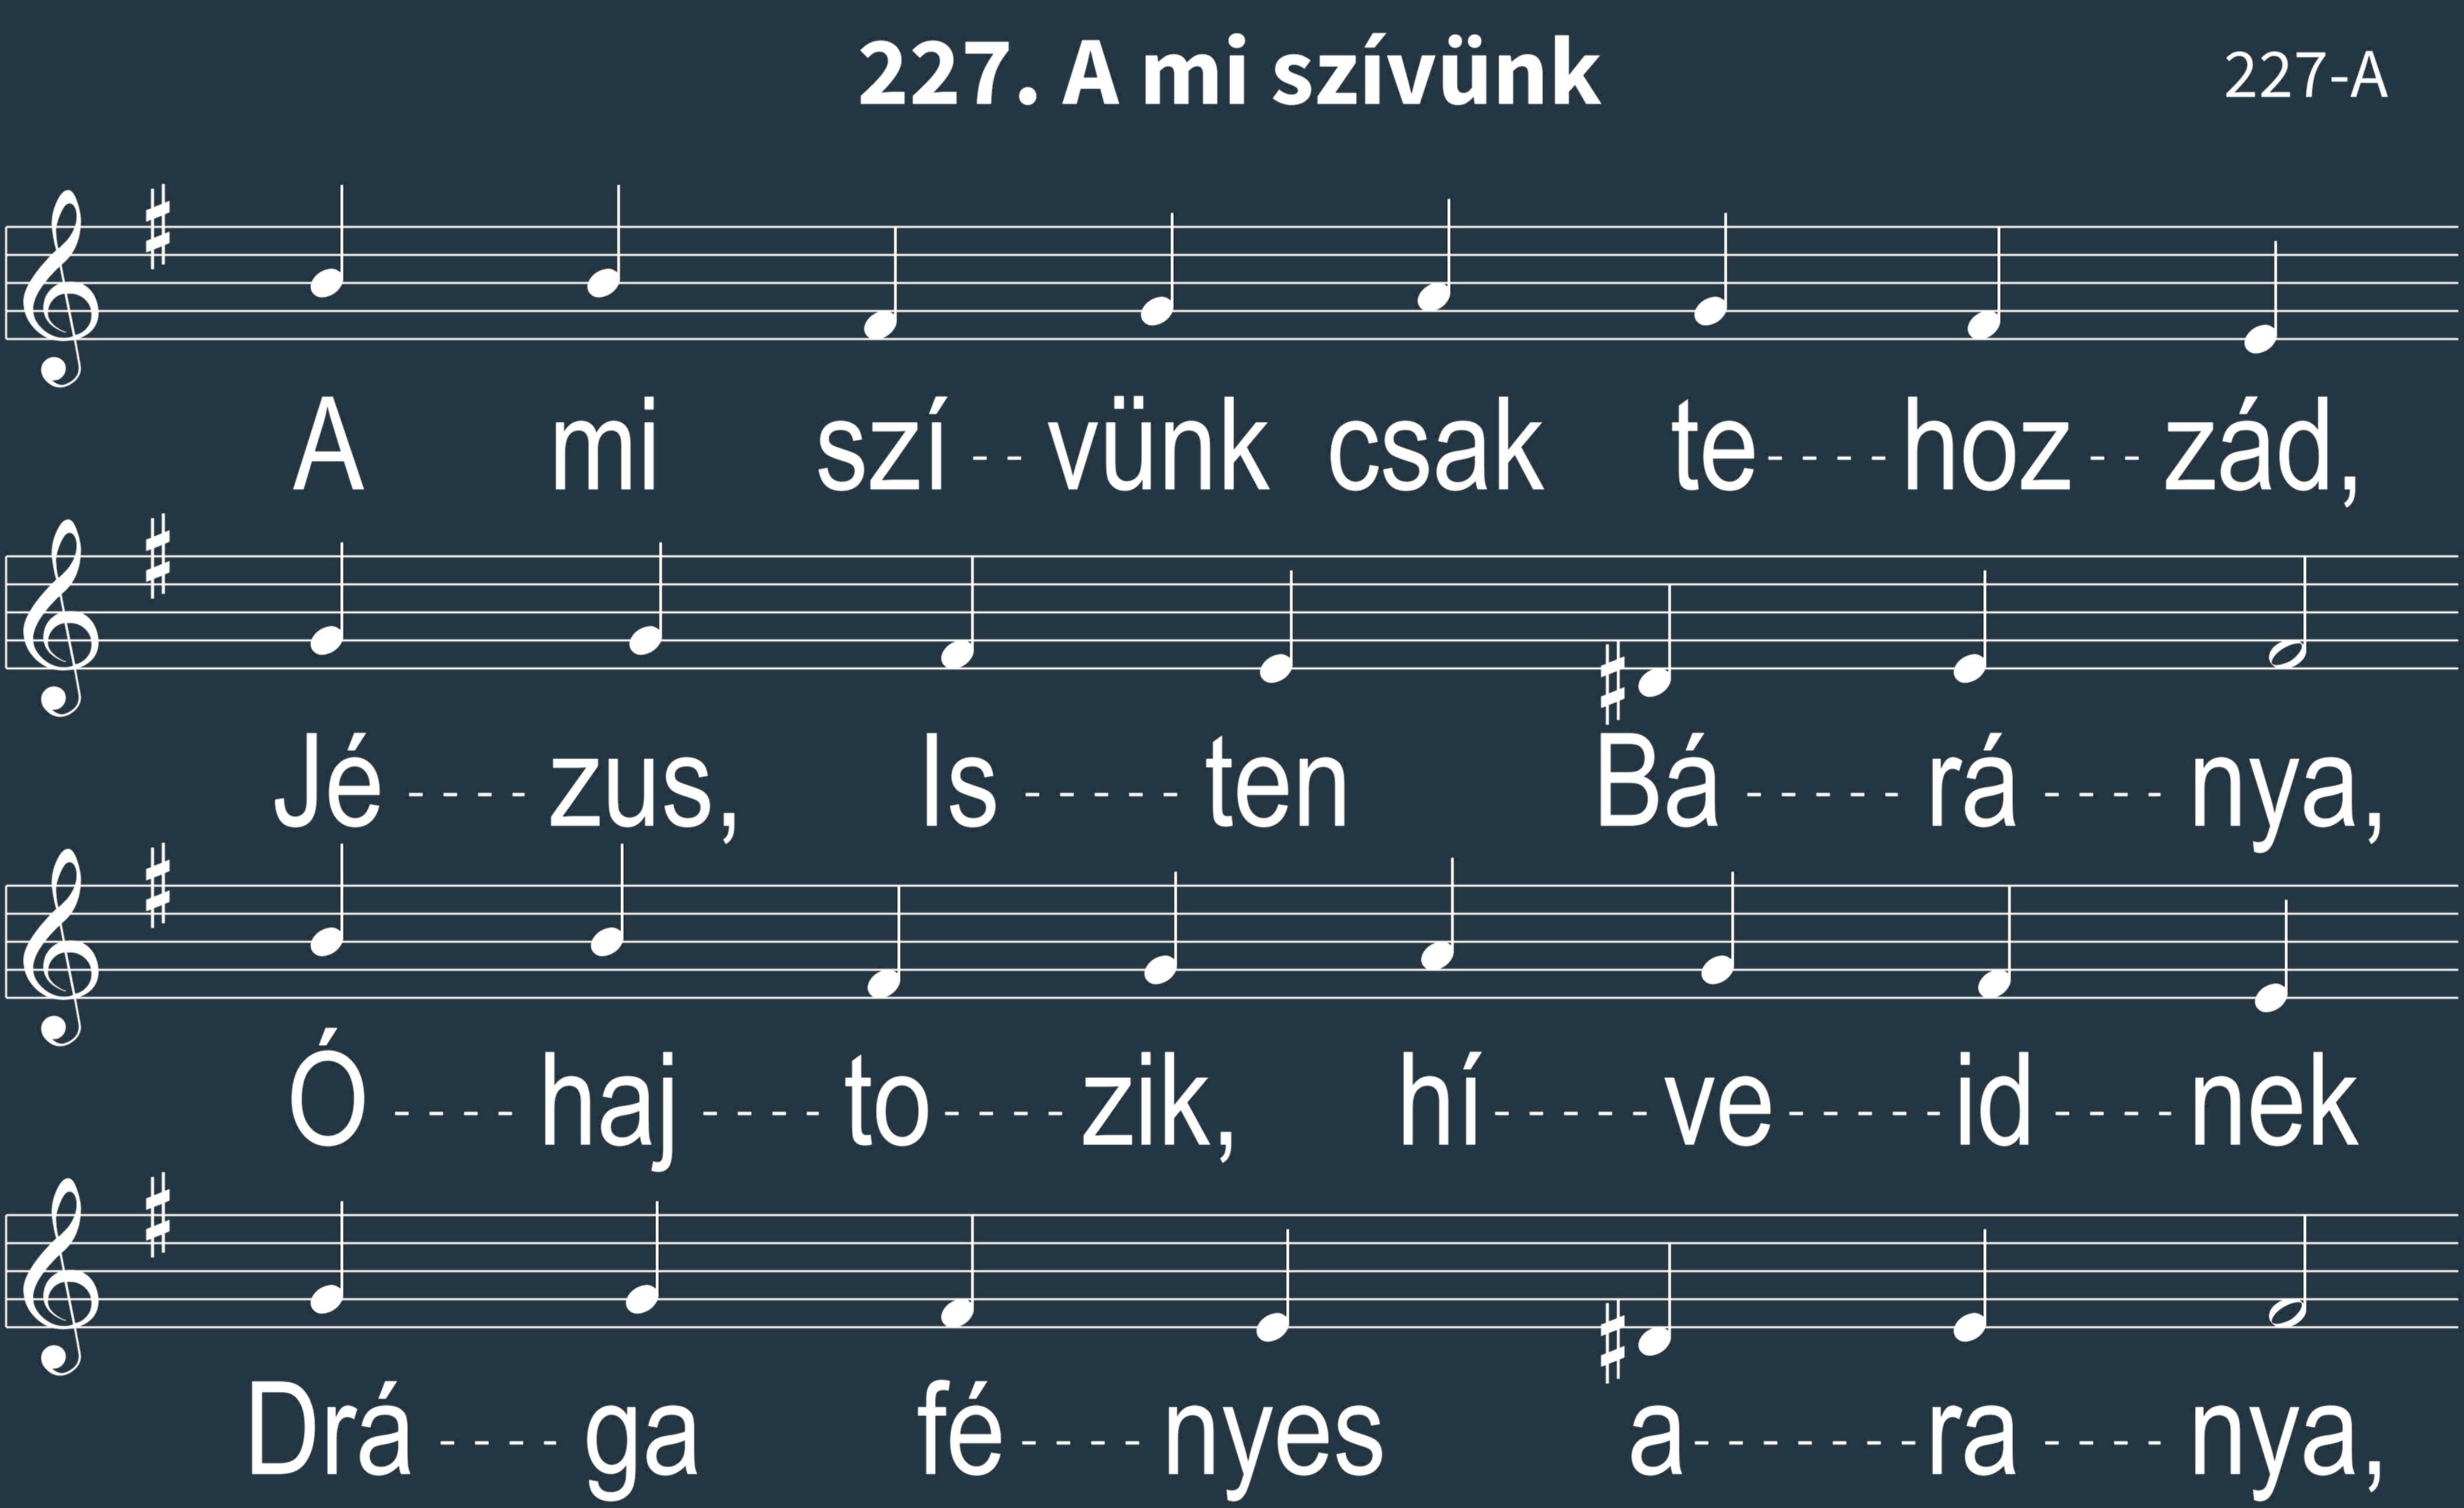 227. A mi szívünk 227-A
A mi szí--vünk csak te----hoz--zád,
Jé----zus, Is-----ten Bá-----rá----nya,
Ó----haj----to----zik, hí-----ve-----id----nek
Drá----ga fé----nyes a-------ra----nya,